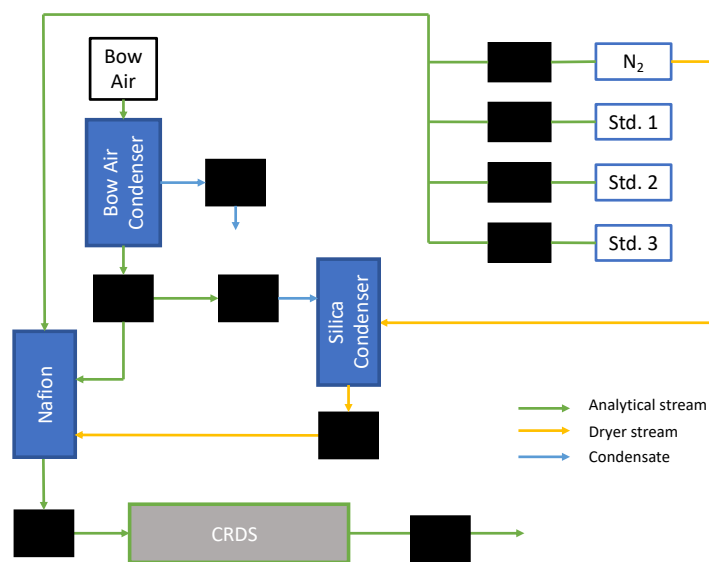 Bow
Air
N₂
Std. 1
Std. 2
Std. 3
Bow Air
Condenser
Silica
Condenser
Nafion
Analytical stream
Dryer stream
Condensate
CRDS